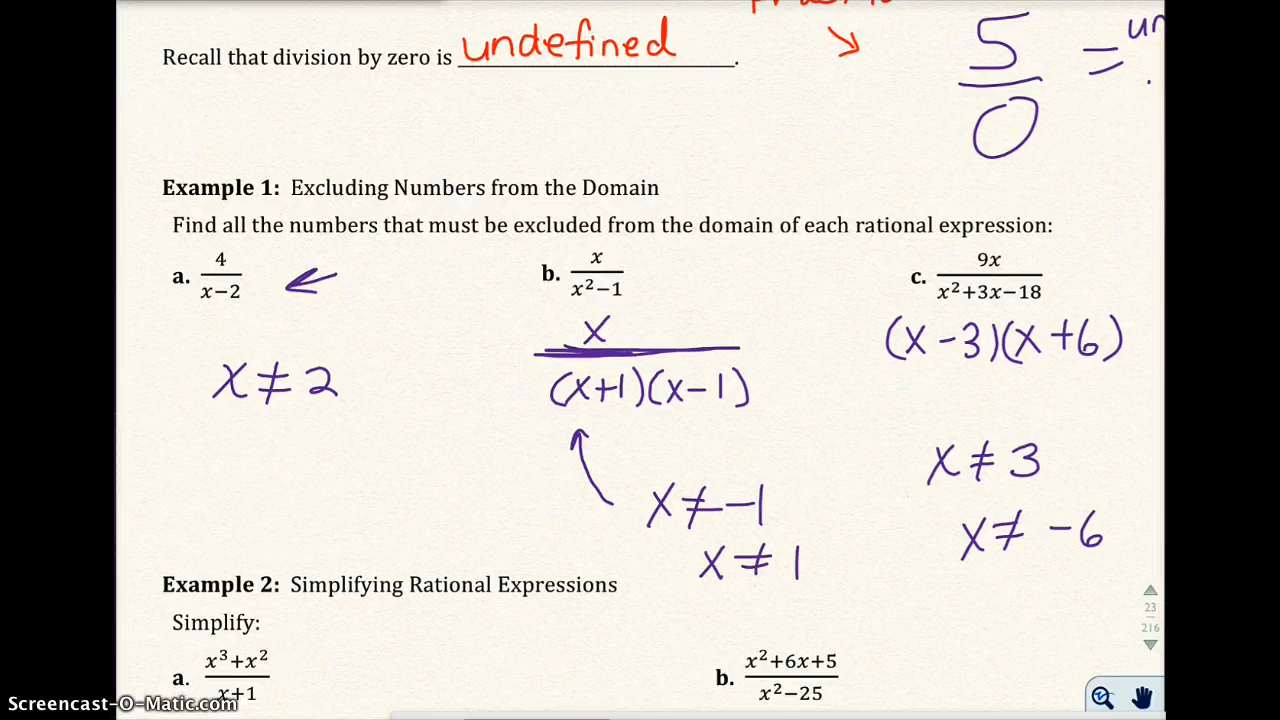 Recall that division by zero is undefined.
5/0 = un
Example 1: Excluding Numbers from the Domain
Find all the numbers that must be excluded from the domain of each rational expression:
a. 4/(x−2)
b. x/(x²−1)
c. 9x/(x²+3x−18)
x ≠ 2
x/((x+1)(x−1))
x ≠ −1
x ≠ 1
(x−3)(x+6)
x ≠ 3
x ≠ −6
Example 2: Simplifying Rational Expressions
Simplify:
a. (x³+x²)/(x+1)
b. (x²+6x+5)/(x²−25)
23
216
Screencast-O-Matic.com